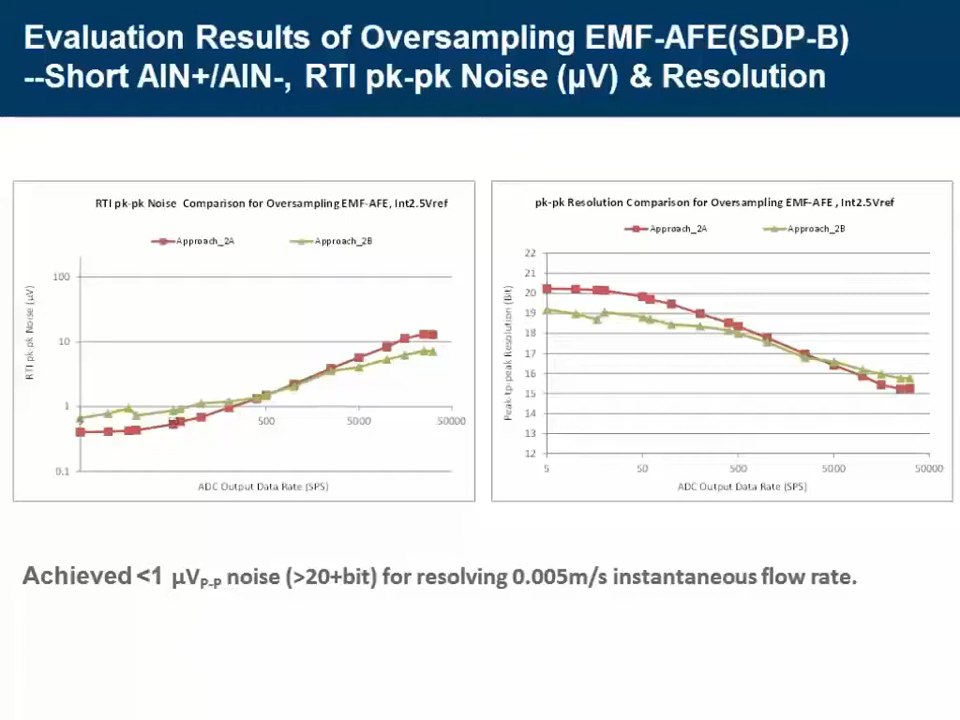 Evaluation Results of Oversampling EMF-AFE(SDP-B)
--Short AIN+/AIN-, RTI pk-pk Noise (µV) & Resolution
RTI pk-pk Noise Comparison for Oversampling EMF-AFE, Int2.5Vref
Approach_2A
Approach_2B
100
10
1
0.1
RTI pk-pk Noise (µV)
5
50
500
5000
50000
ADC Output Data Rate (SPS)
pk-pk Resolution Comparison for Oversampling EMF-AFE , Int2.5Vref
Approach_2A
Approach_2B
22
21
20
19
18
17
16
15
14
13
12
Peak-tp-peak Resolution (Bit)
5
50
500
5000
50000
ADC Output Data Rate (SPS)
Achieved <1 µVP-P noise (>20+bit) for resolving 0.005m/s instantaneous flow rate.